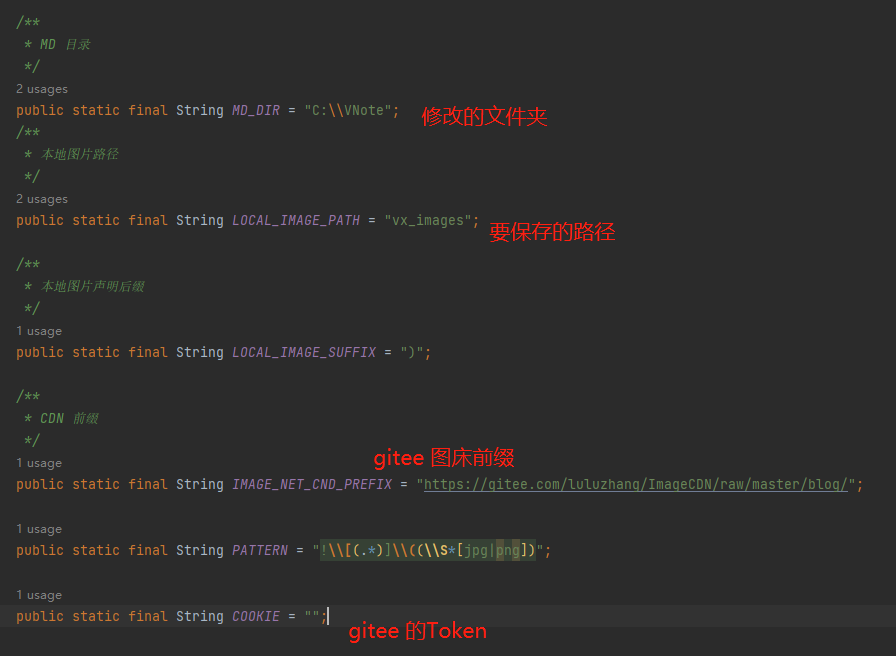 /**
* MD 目录
*/
2 usages
public static final String MD_DIR = "C:\\VNote";
修改的文件夹
/**
* 本地图片路径
*/
2 usages
public static final String LOCAL_IMAGE_PATH = "vx_images";
要保存的路径
/**
* 本地图片声明后缀
*/
1 usage
public static final String LOCAL_IMAGE_SUFFIX = ")";
/**
* CDN 前缀
*/
gitee 图床前缀
1 usage
public static final String IMAGE_NET_CND_PREFIX = "https://gitee.com/luluzhang/ImageCDN/raw/master/blog/";
1 usage
public static final String PATTERN = "!\\[(.*)]\\((\\S*[jpg|png])";
1 usage
public static final String COOKIE = "";
gitee 的Token